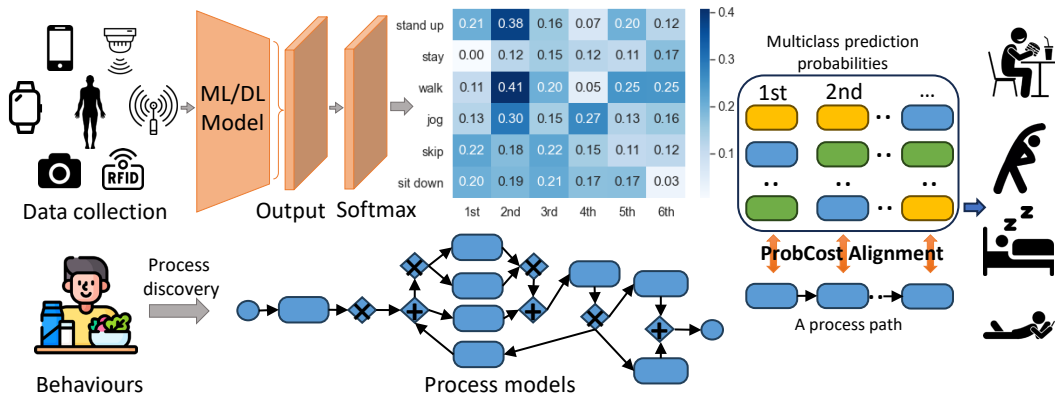 ML/DL
Model
RFID
Data collection
Output
Softmax
stand up 0.21 0.38 0.16 0.07 0.20 0.12
stay 0.00 0.12 0.15 0.12 0.11 0.17
walk 0.11 0.41 0.20 0.05 0.25 0.25
jog 0.13 0.30 0.15 0.27 0.13 0.16
skip 0.22 0.18 0.22 0.15 0.11 0.12
sit down 0.20 0.19 0.21 0.17 0.17 0.03
1st 2nd 3rd 4th 5th 6th
0.4
0.3
0.2
0.1
Multiclass prediction
probabilities
1st 2nd ...
ProbCost Alignment
A process path
z z
Process
discovery
Behaviours
Process models